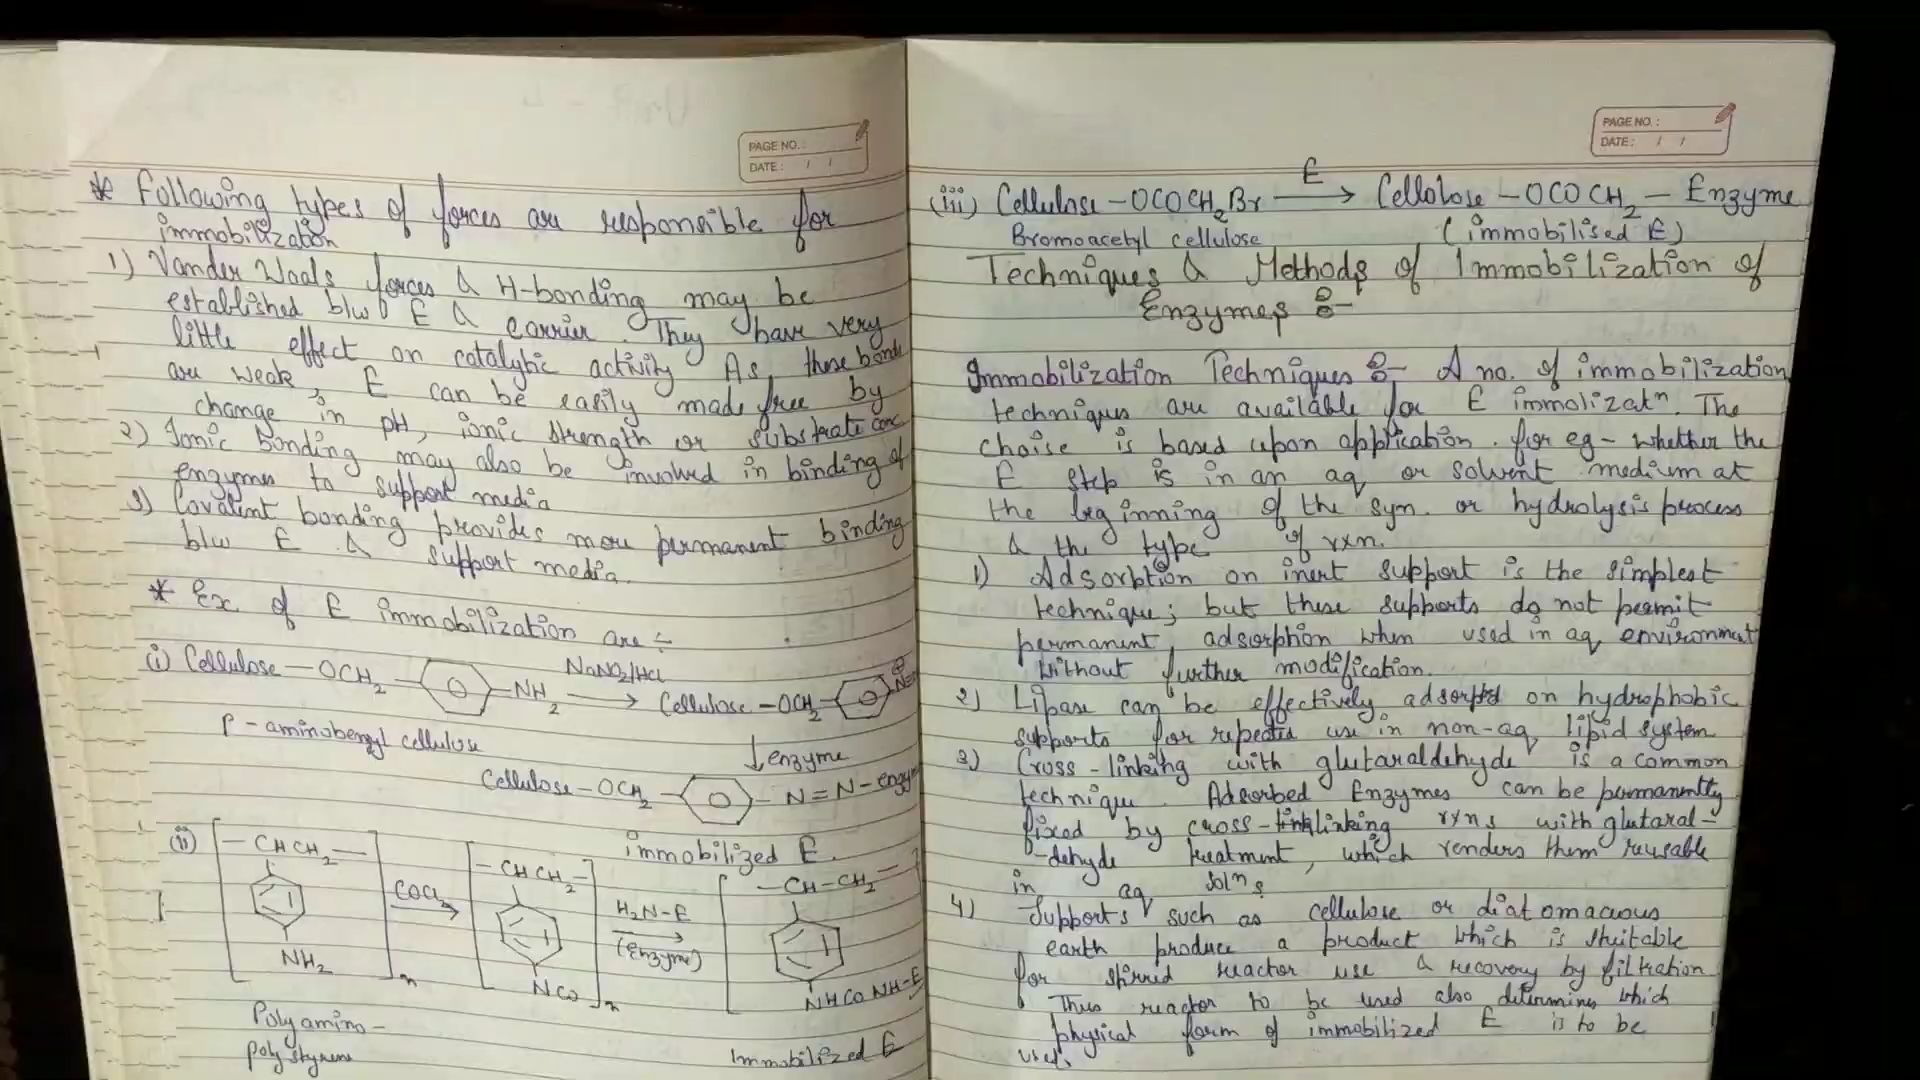 PAGE NO.:
DATE: / /
* Following types of forces are responsible for
immobilization
1) Vander Waals forces & H-bonding may be
established b/w E & carrier. They have very
little effect on catalytic activity. As, these bonds
are weak, E can be easily made free by
change in pH, ionic strength or substrate conc
2) Ionic bonding may also be involved in binding of
enzymes to support media
3) Covalent bonding provides more permanent binding
b/w E & support media.
* Ex. of E immobilization are ÷
(i) Cellulose - OCH2 - NH2 NaNO2/HCl → Cellulose - OCH2 -
P-aminobenzyl cellulose
↓ enzyme
Cellulose - OCH2 - - N=N - enzyme
immobilized E.
(ii) - CHCH2 - NH2 n COCl2 → - CHCH2 - NCO n H2N-E (Enzyme) → - CH-CH2 - NHCONH-E
Polyamino-
polystyrene
Immobilized E
PAGE NO.:
DATE: / /
(iii) Cellulose - OCOCH2Br E → Cellolose - OCOCH2 - Enzyme
Bromoacetyl cellulose (immobilised E)
Techniques & Methods of Immobilization of
Enzymes :-
Immobilization Techniques :- A no. of immobilization
techniques are available for E immolizatn. The
choise is based upon application. for eg - whether the
E step is in an aq or solvent medium at
the beginning of the syn. or hydrolysis process
& the type of rxn.
1) Adsorbtion on inert support is the simplest
technique; but these supports do not permit
permanent adsorphion when used in aq environment
without further modification.
2) Lipase can be effectively adsorpd on hydrophobic
supports for repeated use in non-aq lipid system
3) Cross-linking with glutaraldehyde is a common
technique. Adsorbed Enzymes can be permanently
fixed by cross-linking rxns with glutaral-
-dehyde treatment, which renders them reusable
in aq solns
4) Supports such as cellulose or diatomacious
earth produce a product which is suitable
for stirred reactor use & recovery by filtration
Thus reactor to be used also determines which
physical form of immobilized E is to be
used.